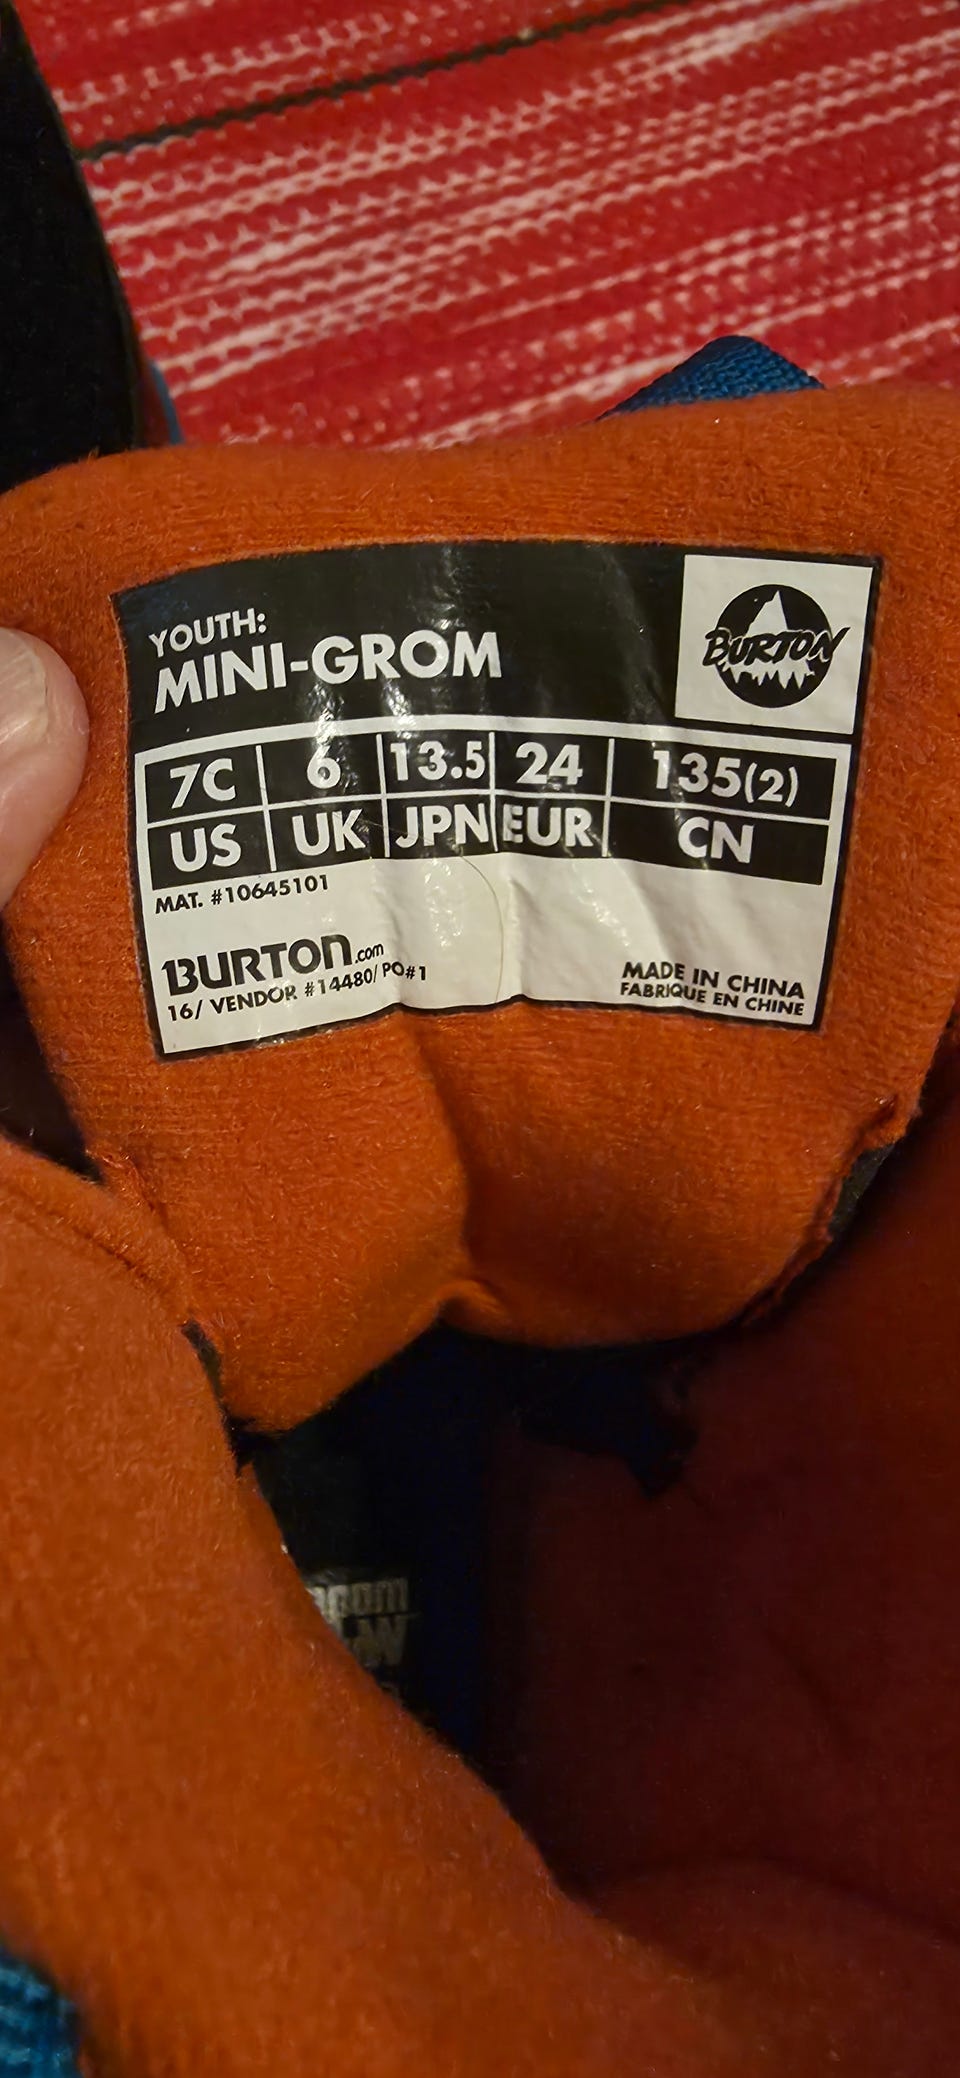 YOUTH:
MINI-GROM
BURTON
7C 6 13.5 24 135(2)
US UK JPN EUR CN
MAT. #10645101
BURTON.com
16/ VENDOR #14480/ PO#1
MADE IN CHINA
FABRIQUE EN CHINE